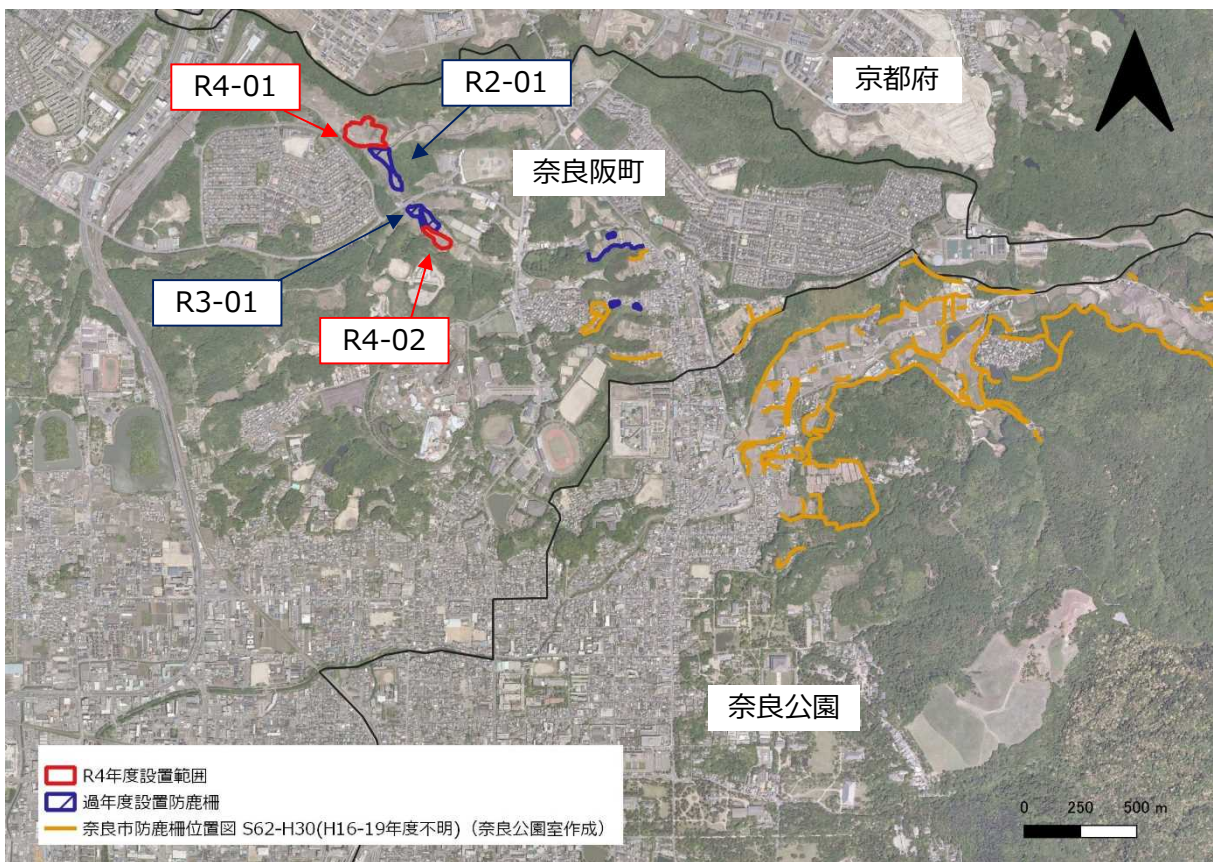 京都府
R4-01
R2-01
奈良阪町
R3-01
R4-02
奈良公園
R4年度設置範囲
過年度設置防鹿柵
奈良市防鹿柵位置図 S62-H30(H16-19年度不明)（奈良公園室作成）
0 250 500 m